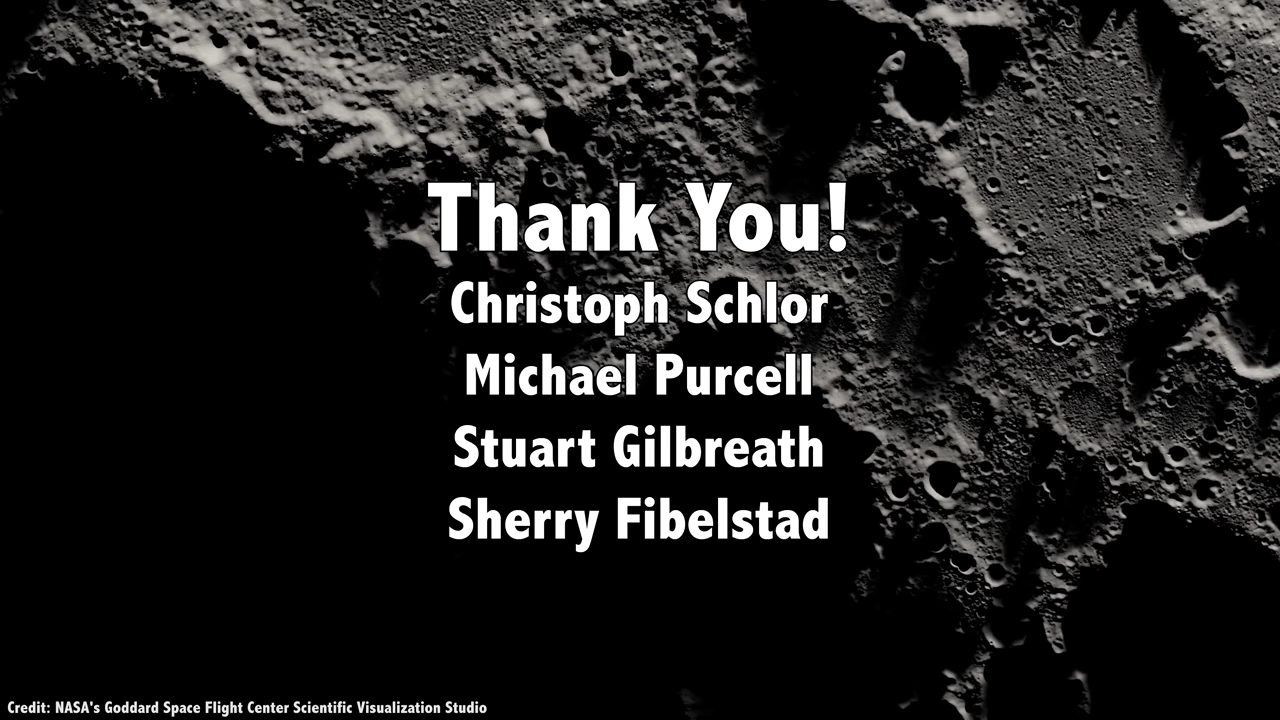 Thank You!
Christoph Schlor
Michael Purcell
Stuart Gilbreath
Sherry Fibelstad
Credit: NASA's Goddard Space Flight Center Scientific Visualization Studio